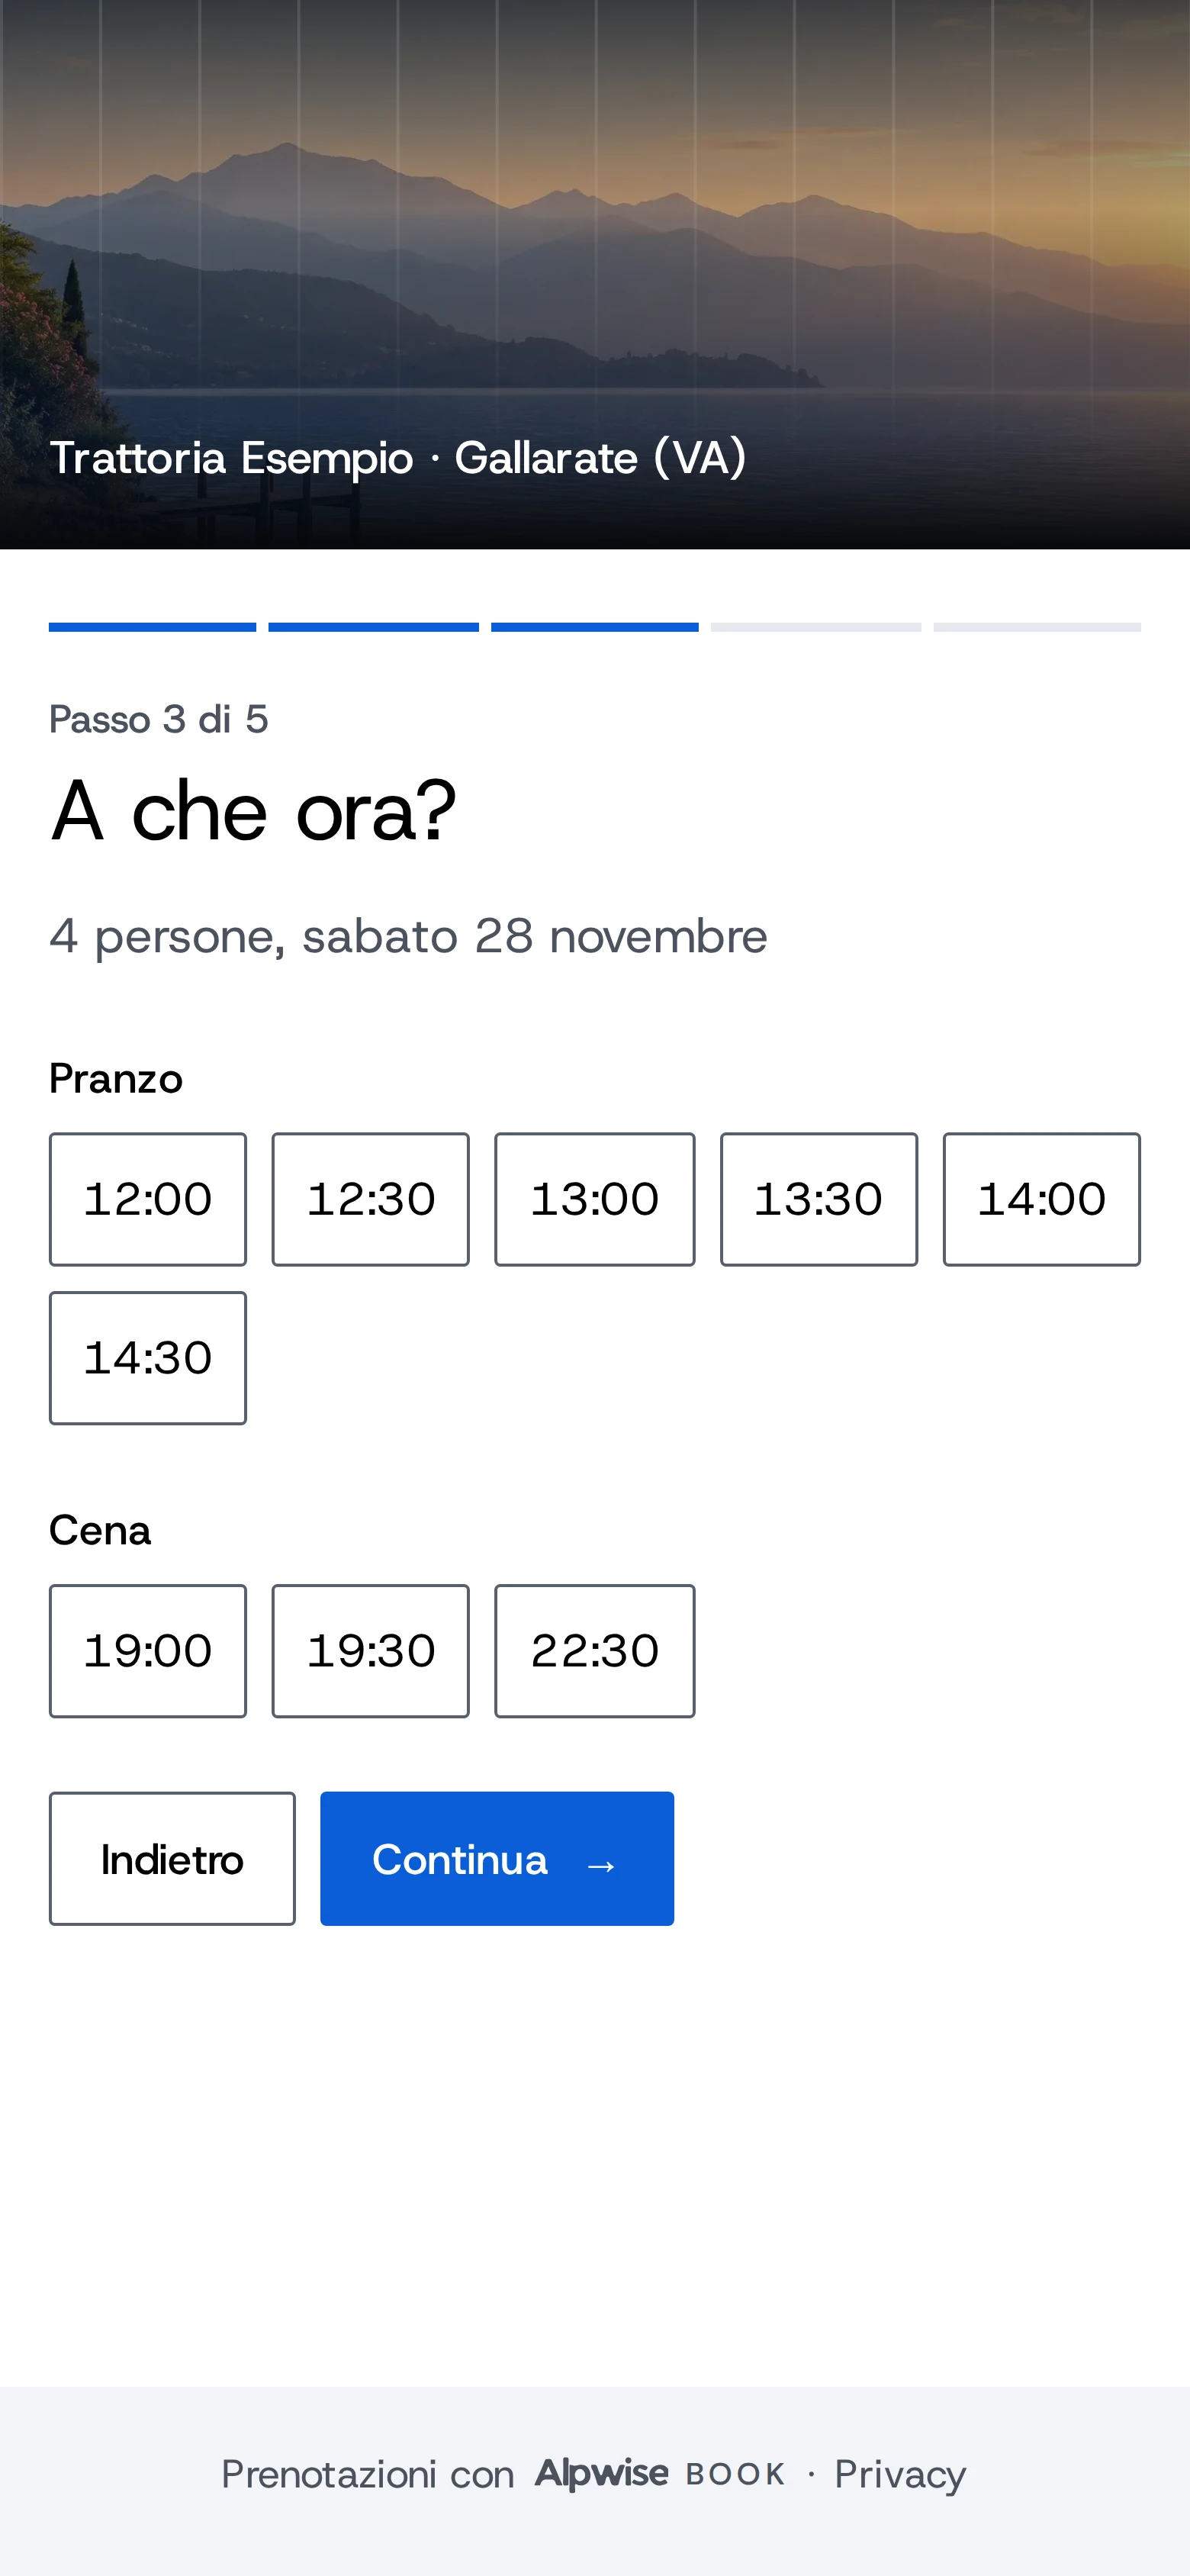 Trattoria Esempio · Gallarate (VA)
Passo 3 di 5
A che ora?
4 persone, sabato 28 novembre
Pranzo
12:00 12:30 13:00 13:30 14:00
14:30
Cena
19:00 19:30 22:30
Indietro Continua →
Prenotazioni con Alpwise BOOK · Privacy